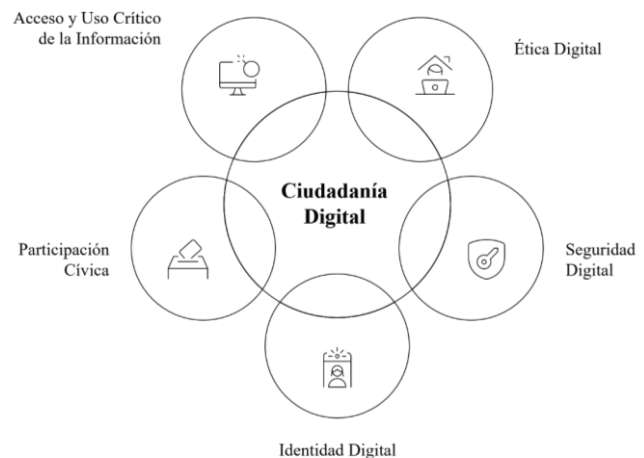 Acceso y Uso Crítico
de la Información
Ética Digital
Ciudadanía
Digital
Participación
Cívica
Seguridad
Digital
Identidad Digital